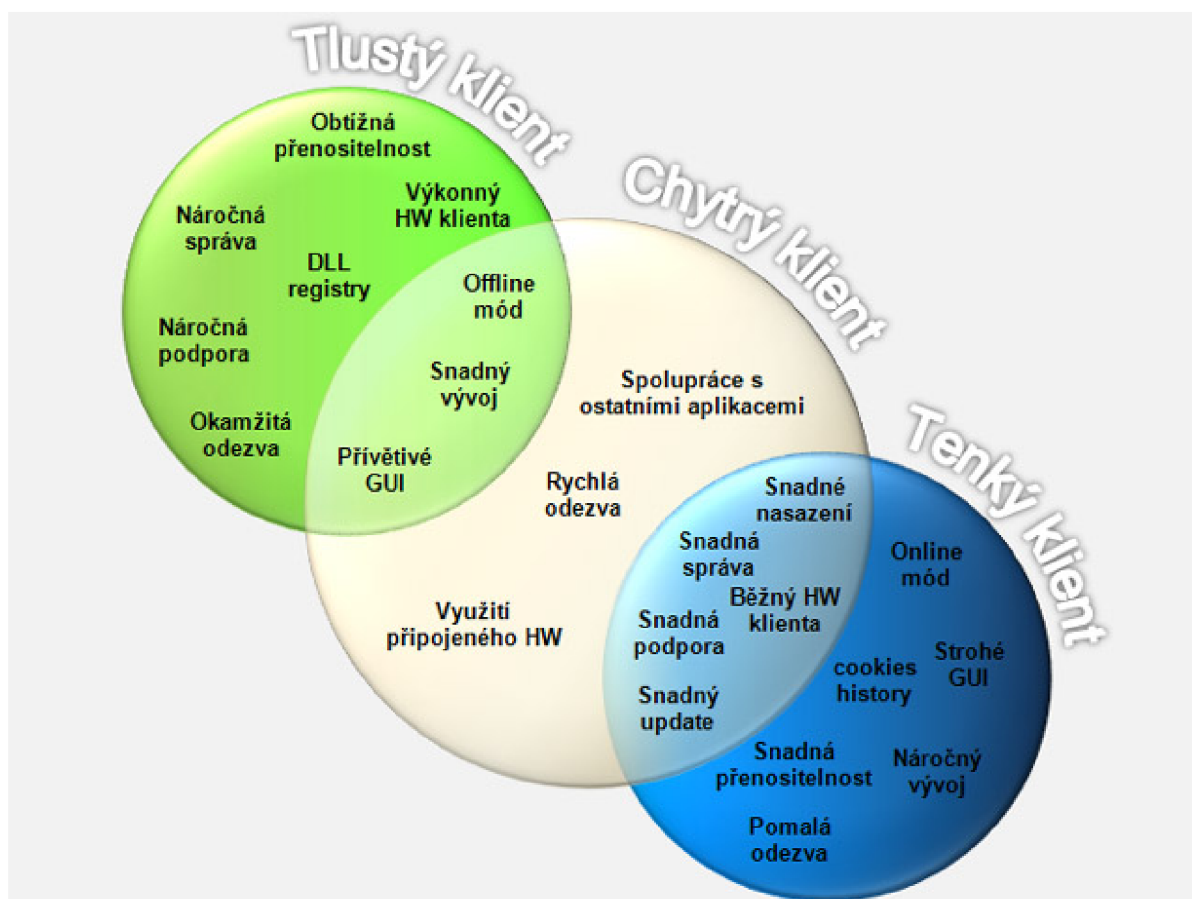 Tlustý klient
Obtížná
přenositelnost
Výkonný
HW klienta
Náročná
správa
DLL
registry
Náročná
podpora
Okamžitá
odezva
Offline
mód
Snadný
vývoj
Přívětivé
GUI
Chytrý klient
Spolupráce s
ostatními aplikacemi
Rychlá
odezva
Využití
připojeného HW
Snadné
nasazení
Snadná
správa
Běžný HW
klienta
Snadná
podpora
Snadný
update
Tenký klient
Online
mód
Strohé
GUI
cookies
history
Snadná
přenositelnost
Náročný
vývoj
Pomalá
odezva